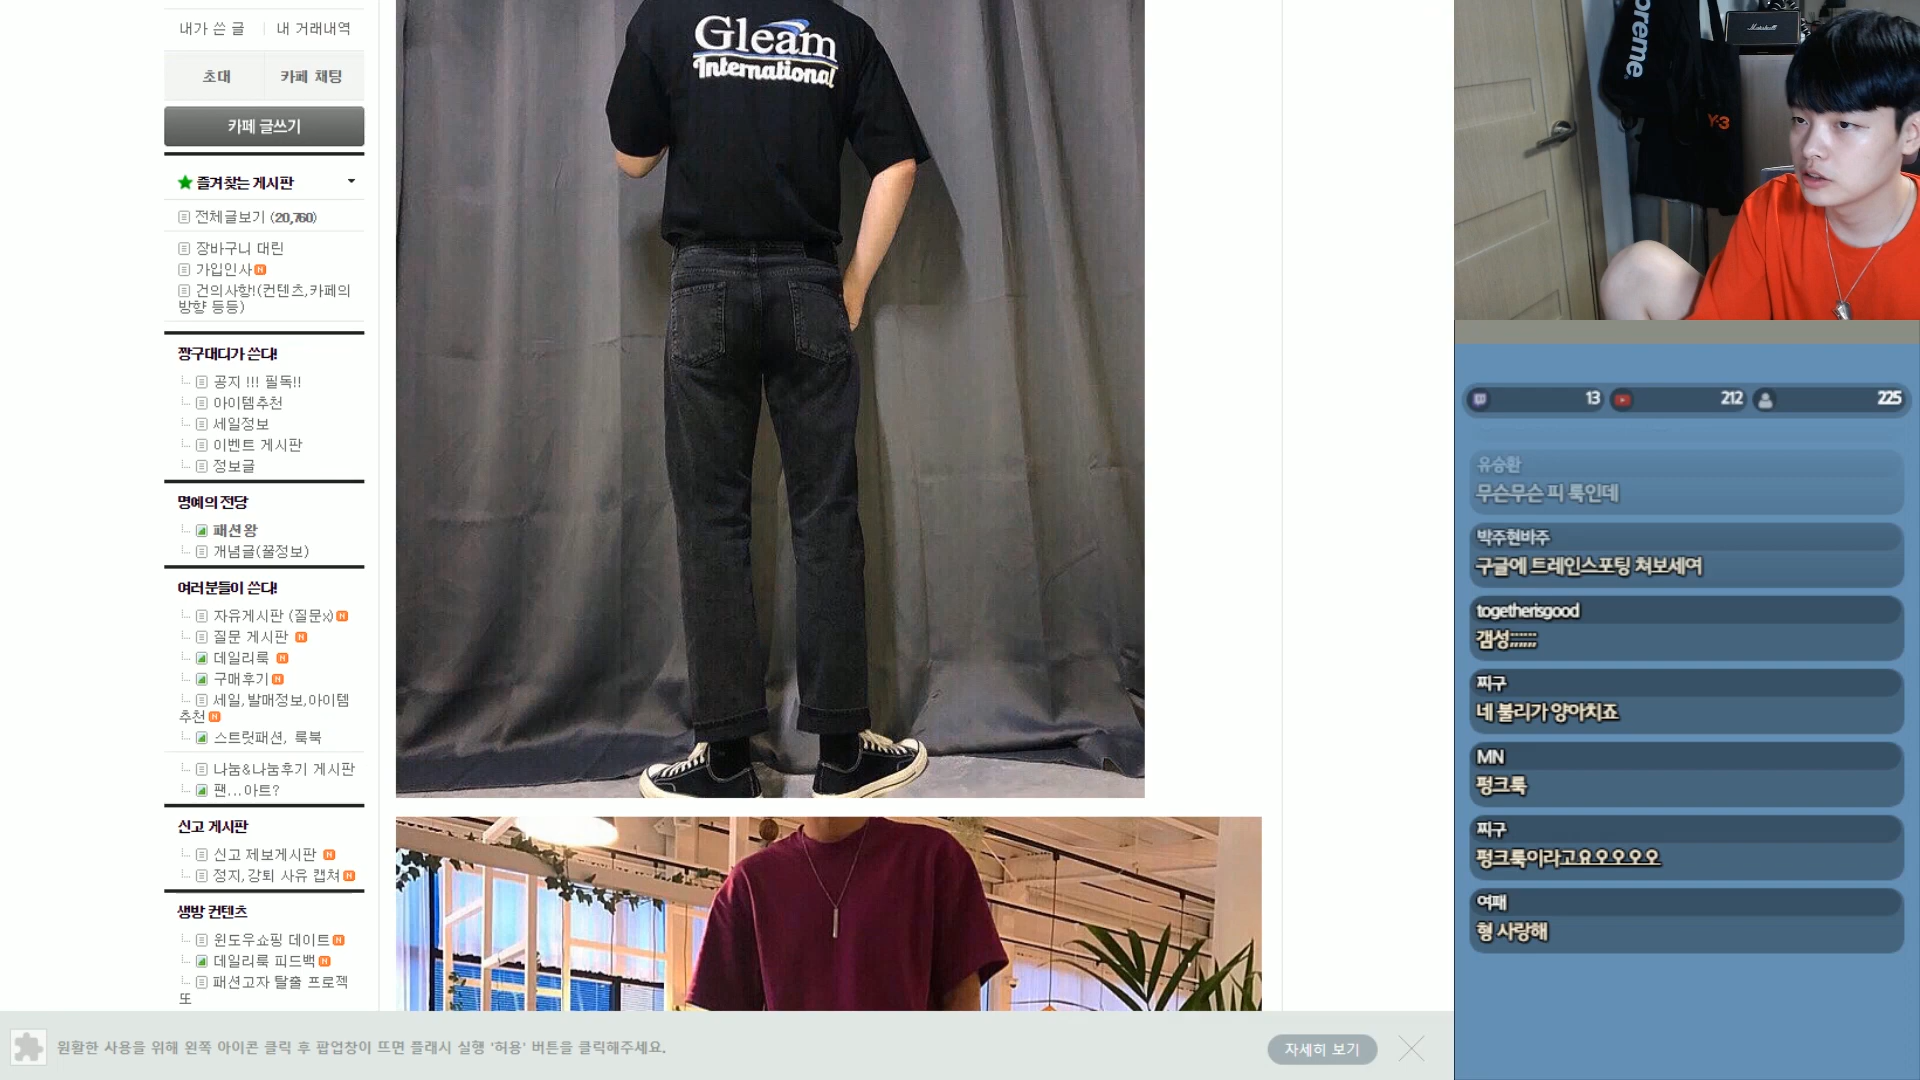 내가 쓴 글
내 거래내역
초대
카페 채팅
카페 글쓰기
즐겨찾는 게시판
전체글보기 (20,760)
장바구니 대린
가입인사 N
건의사항!(컨텐츠,카페의
방향 등등)
짱구대디가 쓴다!
공지 !!! 필독!!
아이템추천
세일정보
이벤트 게시판
정보글
명예의 전당
패션왕
개념글(꿀정보)
여러분들이 쓴다!
자유게시판 (질문x) N
질문 게시판 N
데일리룩 N
구매후기 N
세일,발매정보,아이템
추천 N
스트릿패션, 룩북
나눔&나눔후기 게시판
팬...아트?
신고 게시판
신고 제보게시판 N
정지,강퇴 사유 캡쳐 N
생방 컨텐츠
윈도우쇼핑 데이트 N
데일리룩 피드백 N
패션고자 탈출 프로젝
또
Gleam
International
원활한 사용을 위해 왼쪽 아이콘 클릭 후 팝업창이 뜨면 플래시 실행 '허용' 버튼을 클릭해주세요.
자세히 보기
preme
Marshall
Y-3
13
212
225
유승환
무슨무슨 피 룩인데
박주현바주
구글에 트레인스포팅 쳐보세여
togetherisgood
갬성;;;;;;
찌구
네 불리가 양아치죠
MN
펑크룩
찌구
펑크룩이라고요오오오오
여패
형 사랑해